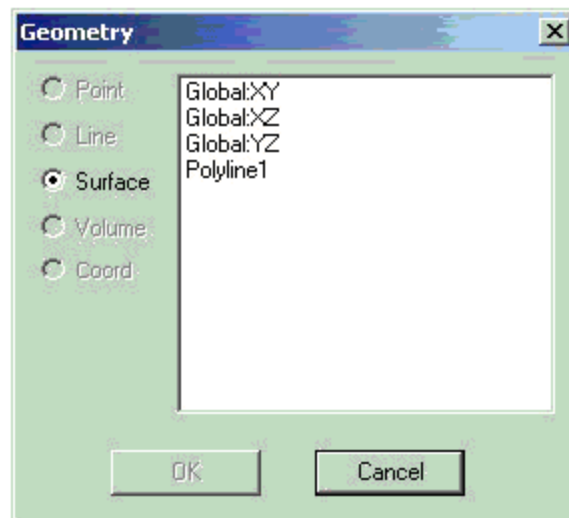 Geometry
Point
Line
Surface
Volume
Coord
Global:XY
Global:XZ
Global:YZ
Polyline1
OK
Cancel